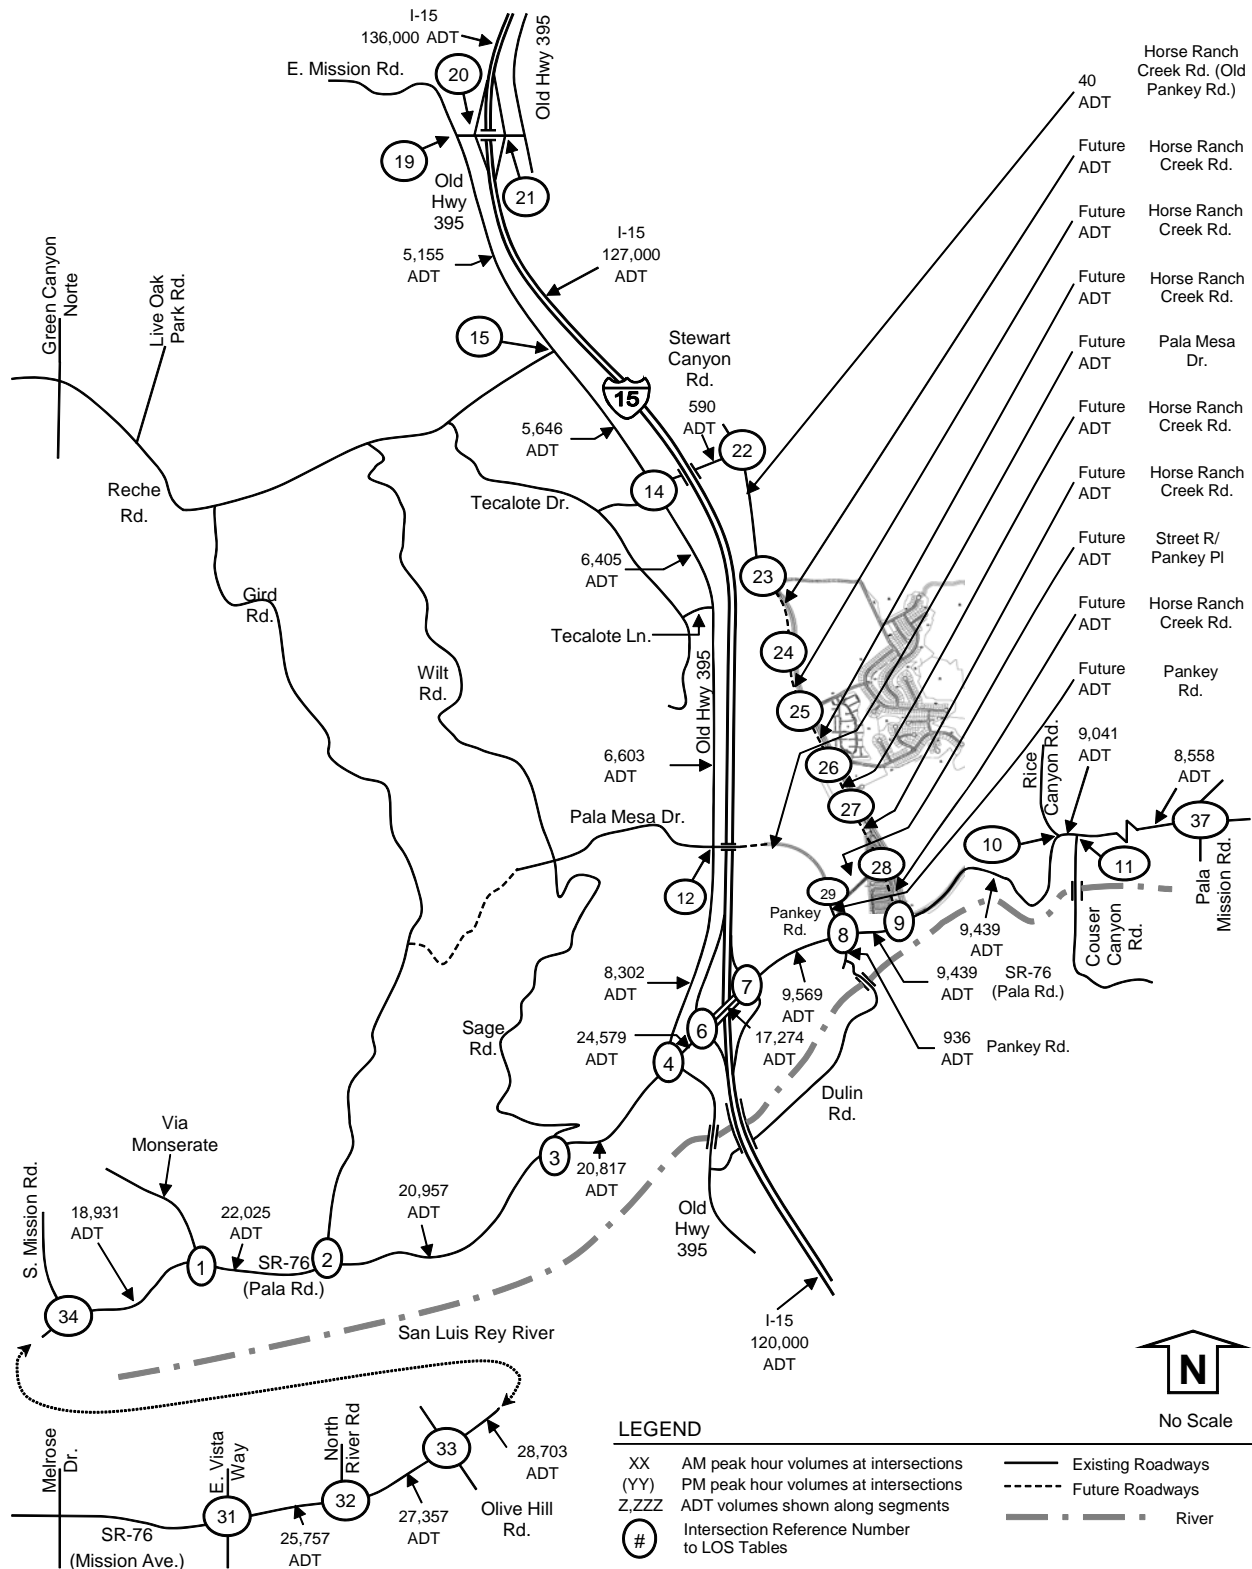 I-15
136,000 ADT
Old Hwy 395
E. Mission Rd.
20
19
21
Old
Hwy
395
Horse Ranch
Creek Rd. (Old
Pankey Rd.)
40
ADT
Future
ADT
Horse Ranch
Creek Rd.
Future
ADT
Horse Ranch
Creek Rd.
Future
ADT
Horse Ranch
Creek Rd.
Future
ADT
Pala Mesa
Dr.
Future
ADT
Horse Ranch
Creek Rd.
Future
ADT
Horse Ranch
Creek Rd.
Future
ADT
Street R/
Pankey Pl
Future
ADT
Horse Ranch
Creek Rd.
Future
ADT
Pankey
Rd.
5,155
ADT
I-15
127,000
ADT
Green Canyon
Norte
Live Oak
Park Rd.
15
Stewart
Canyon
Rd.
15
590
ADT
5,646
ADT
22
14
Reche
Rd.
Tecalote Dr.
6,405
ADT
23
Gird
Rd.
Tecalote Ln.
24
Wilt
Rd.
Old Hwy 395
25
6,603
ADT
26
27
Rice
Canyon Rd.
9,041
ADT
8,558
ADT
37
Pala Mesa Dr.
10
11
28
12
29
Pankey
Rd.
8
9
Pala
Mission Rd.
9,439
ADT
Couser
Canyon
Rd.
8,302
ADT
7
9,569
ADT
9,439
ADT
SR-76
(Pala Rd.)
Sage
Rd.
24,579
ADT
6
17,274
ADT
936
ADT
Pankey Rd.
4
Dulin
Rd.
Via
Monserate
3
20,817
ADT
S. Mission Rd.
18,931
ADT
22,025
ADT
20,957
ADT
Old
Hwy
395
1
SR-76
(Pala Rd.)
2
34
San Luis Rey River
I-15
120,000
ADT
N
No Scale
Melrose
Dr.
E. Vista
Way
North
River Rd
33
28,703
ADT
32
31
SR-76
(Mission Ave.)
25,757
ADT
27,357
ADT
Olive Hill
Rd.
LEGEND
XX AM peak hour volumes at intersections
(YY) PM peak hour volumes at intersections
Z,ZZZ ADT volumes shown along segments
# Intersection Reference Number
to LOS Tables
Existing Roadways
Future Roadways
River